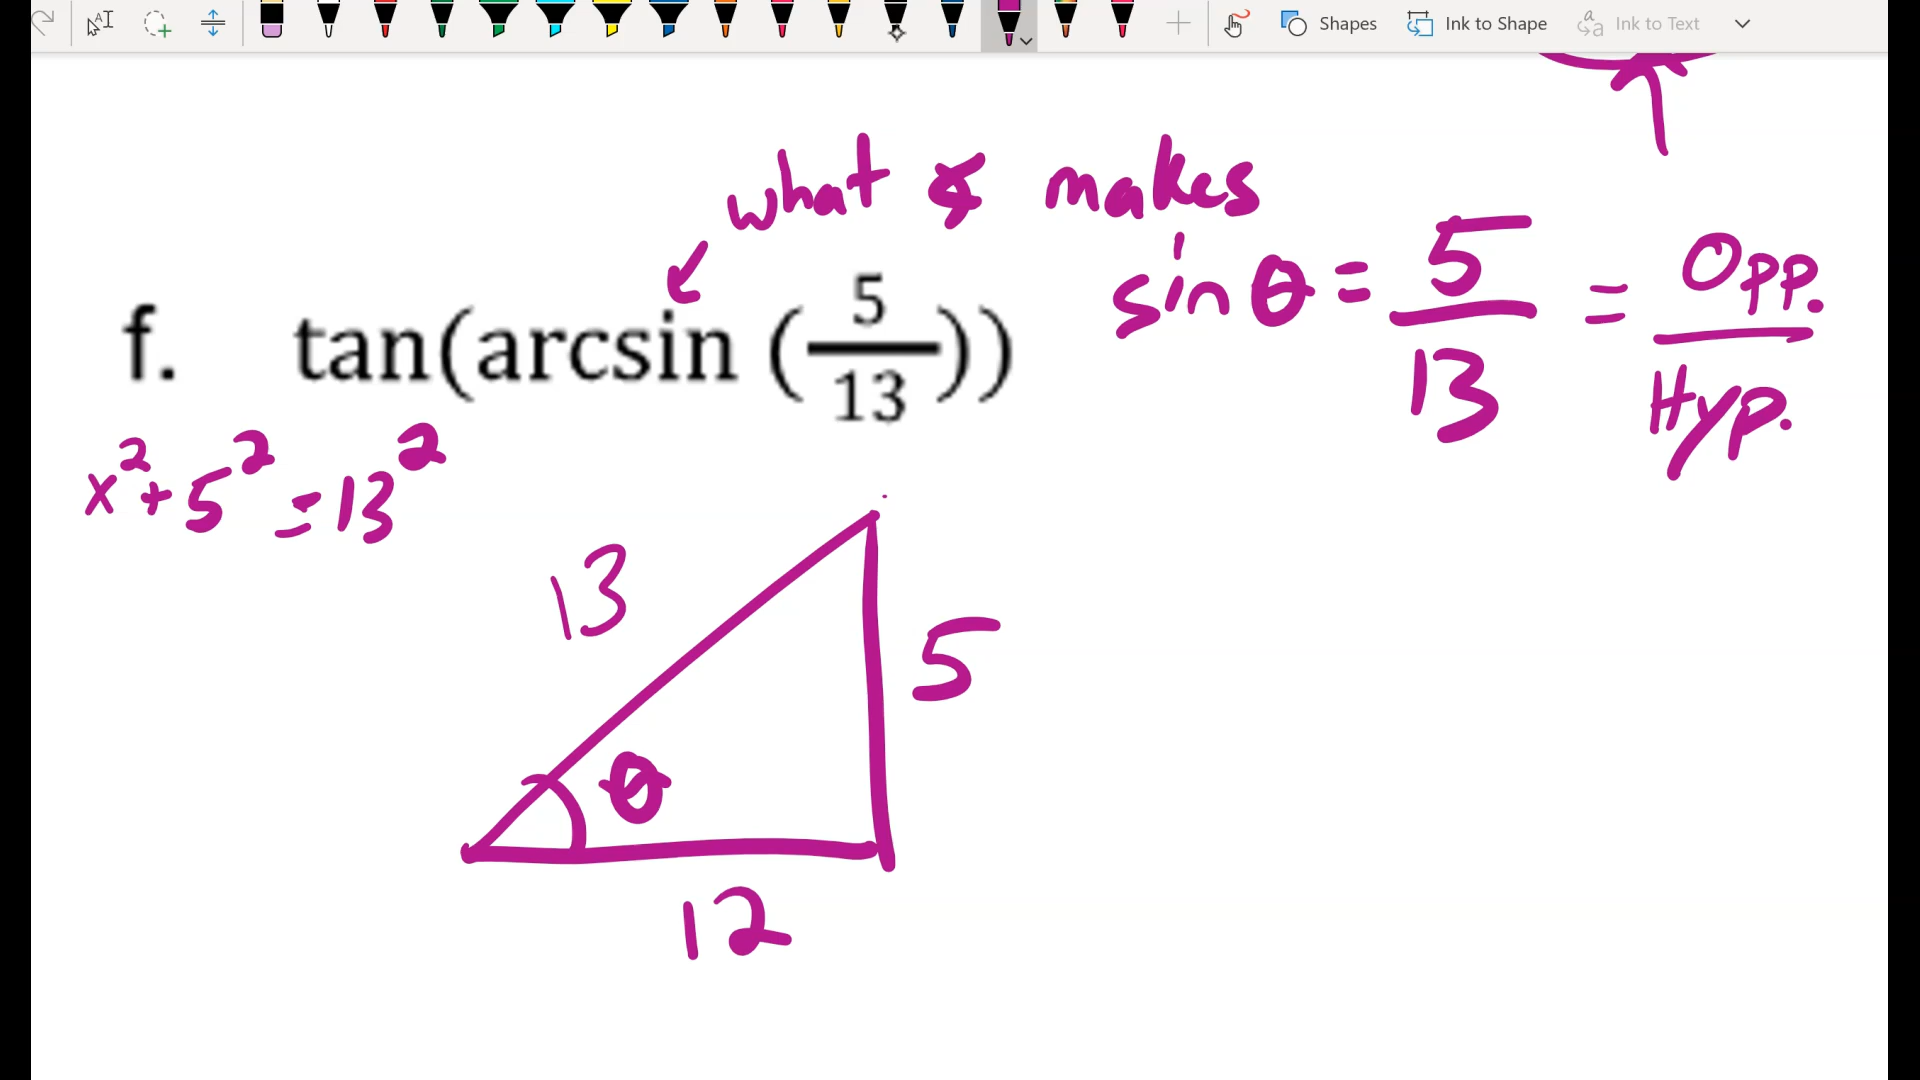 Shapes Ink to Shape Ink to Text
what ∡ makes
sin θ = 5/13 = Opp./Hyp.
f. tan(arcsin (5/13))
x² + 5² = 13²
13
5
θ
12